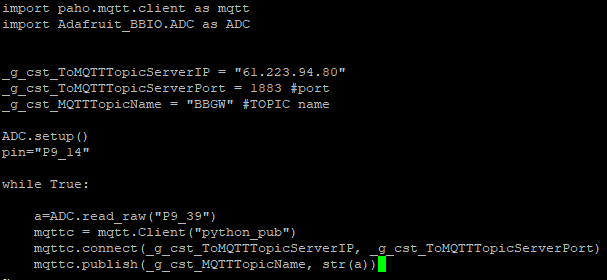 import paho.mqtt.client as mqtt
import Adafruit_BBIO.ADC as ADC
_g_cst_ToMQTTTopicServerIP = "61.223.94.80"
_g_cst_ToMQTTTopicServerPort = 1883 #port
_g_cst_MQTTTopicName = "BBGW" #TOPIC name
ADC.setup()
pin="P9_14"
while True:
    a=ADC.read_raw("P9_39")
    mqttc = mqtt.Client("python_pub")
    mqttc.connect(_g_cst_ToMQTTTopicServerIP, _g_cst_ToMQTTTopicServerPort)
    mqttc.publish(_g_cst_MQTTTopicName, str(a))